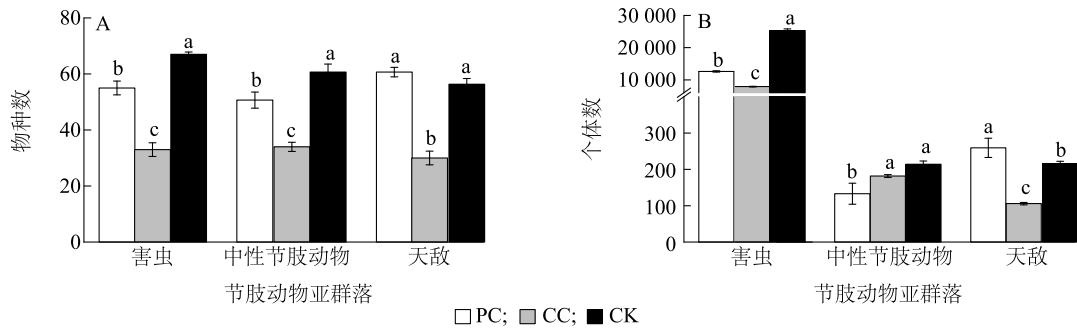 A
物种数
80
60
40
20
0
b c a
b c a
a b a
害虫 中性节肢动物 天敌
节肢动物亚群落
B
个体数
30 000
20 000
10 000
300
200
100
0
b c a
b a a
a c b
害虫 中性节肢动物 天敌
节肢动物亚群落
PC; CC; CK